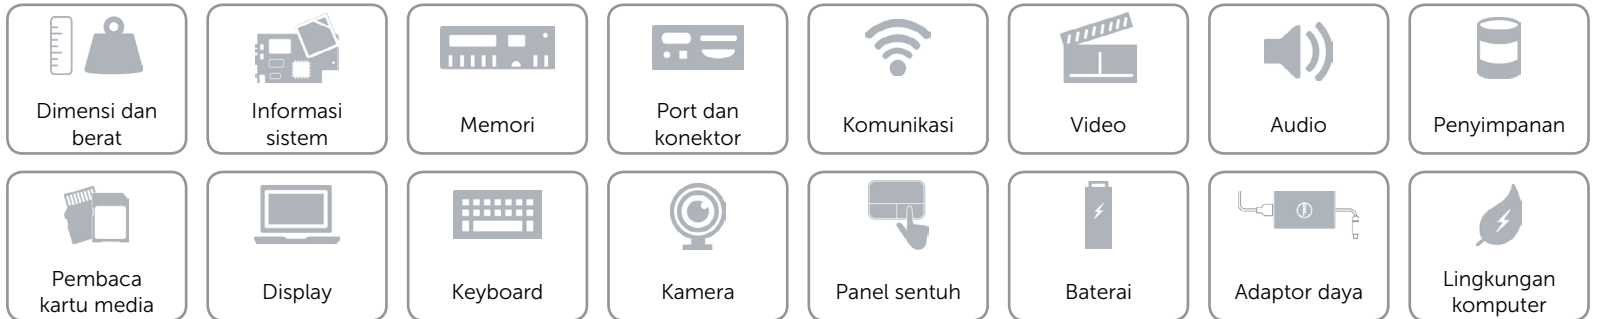 Dimensi dan
berat
Informasi
sistem
Memori
Port dan
konektor
Komunikasi
Video
Audio
Penyimpanan
Pembaca
kartu media
Display
Keyboard
Kamera
Panel sentuh
Baterai
Adaptor daya
Lingkungan
komputer